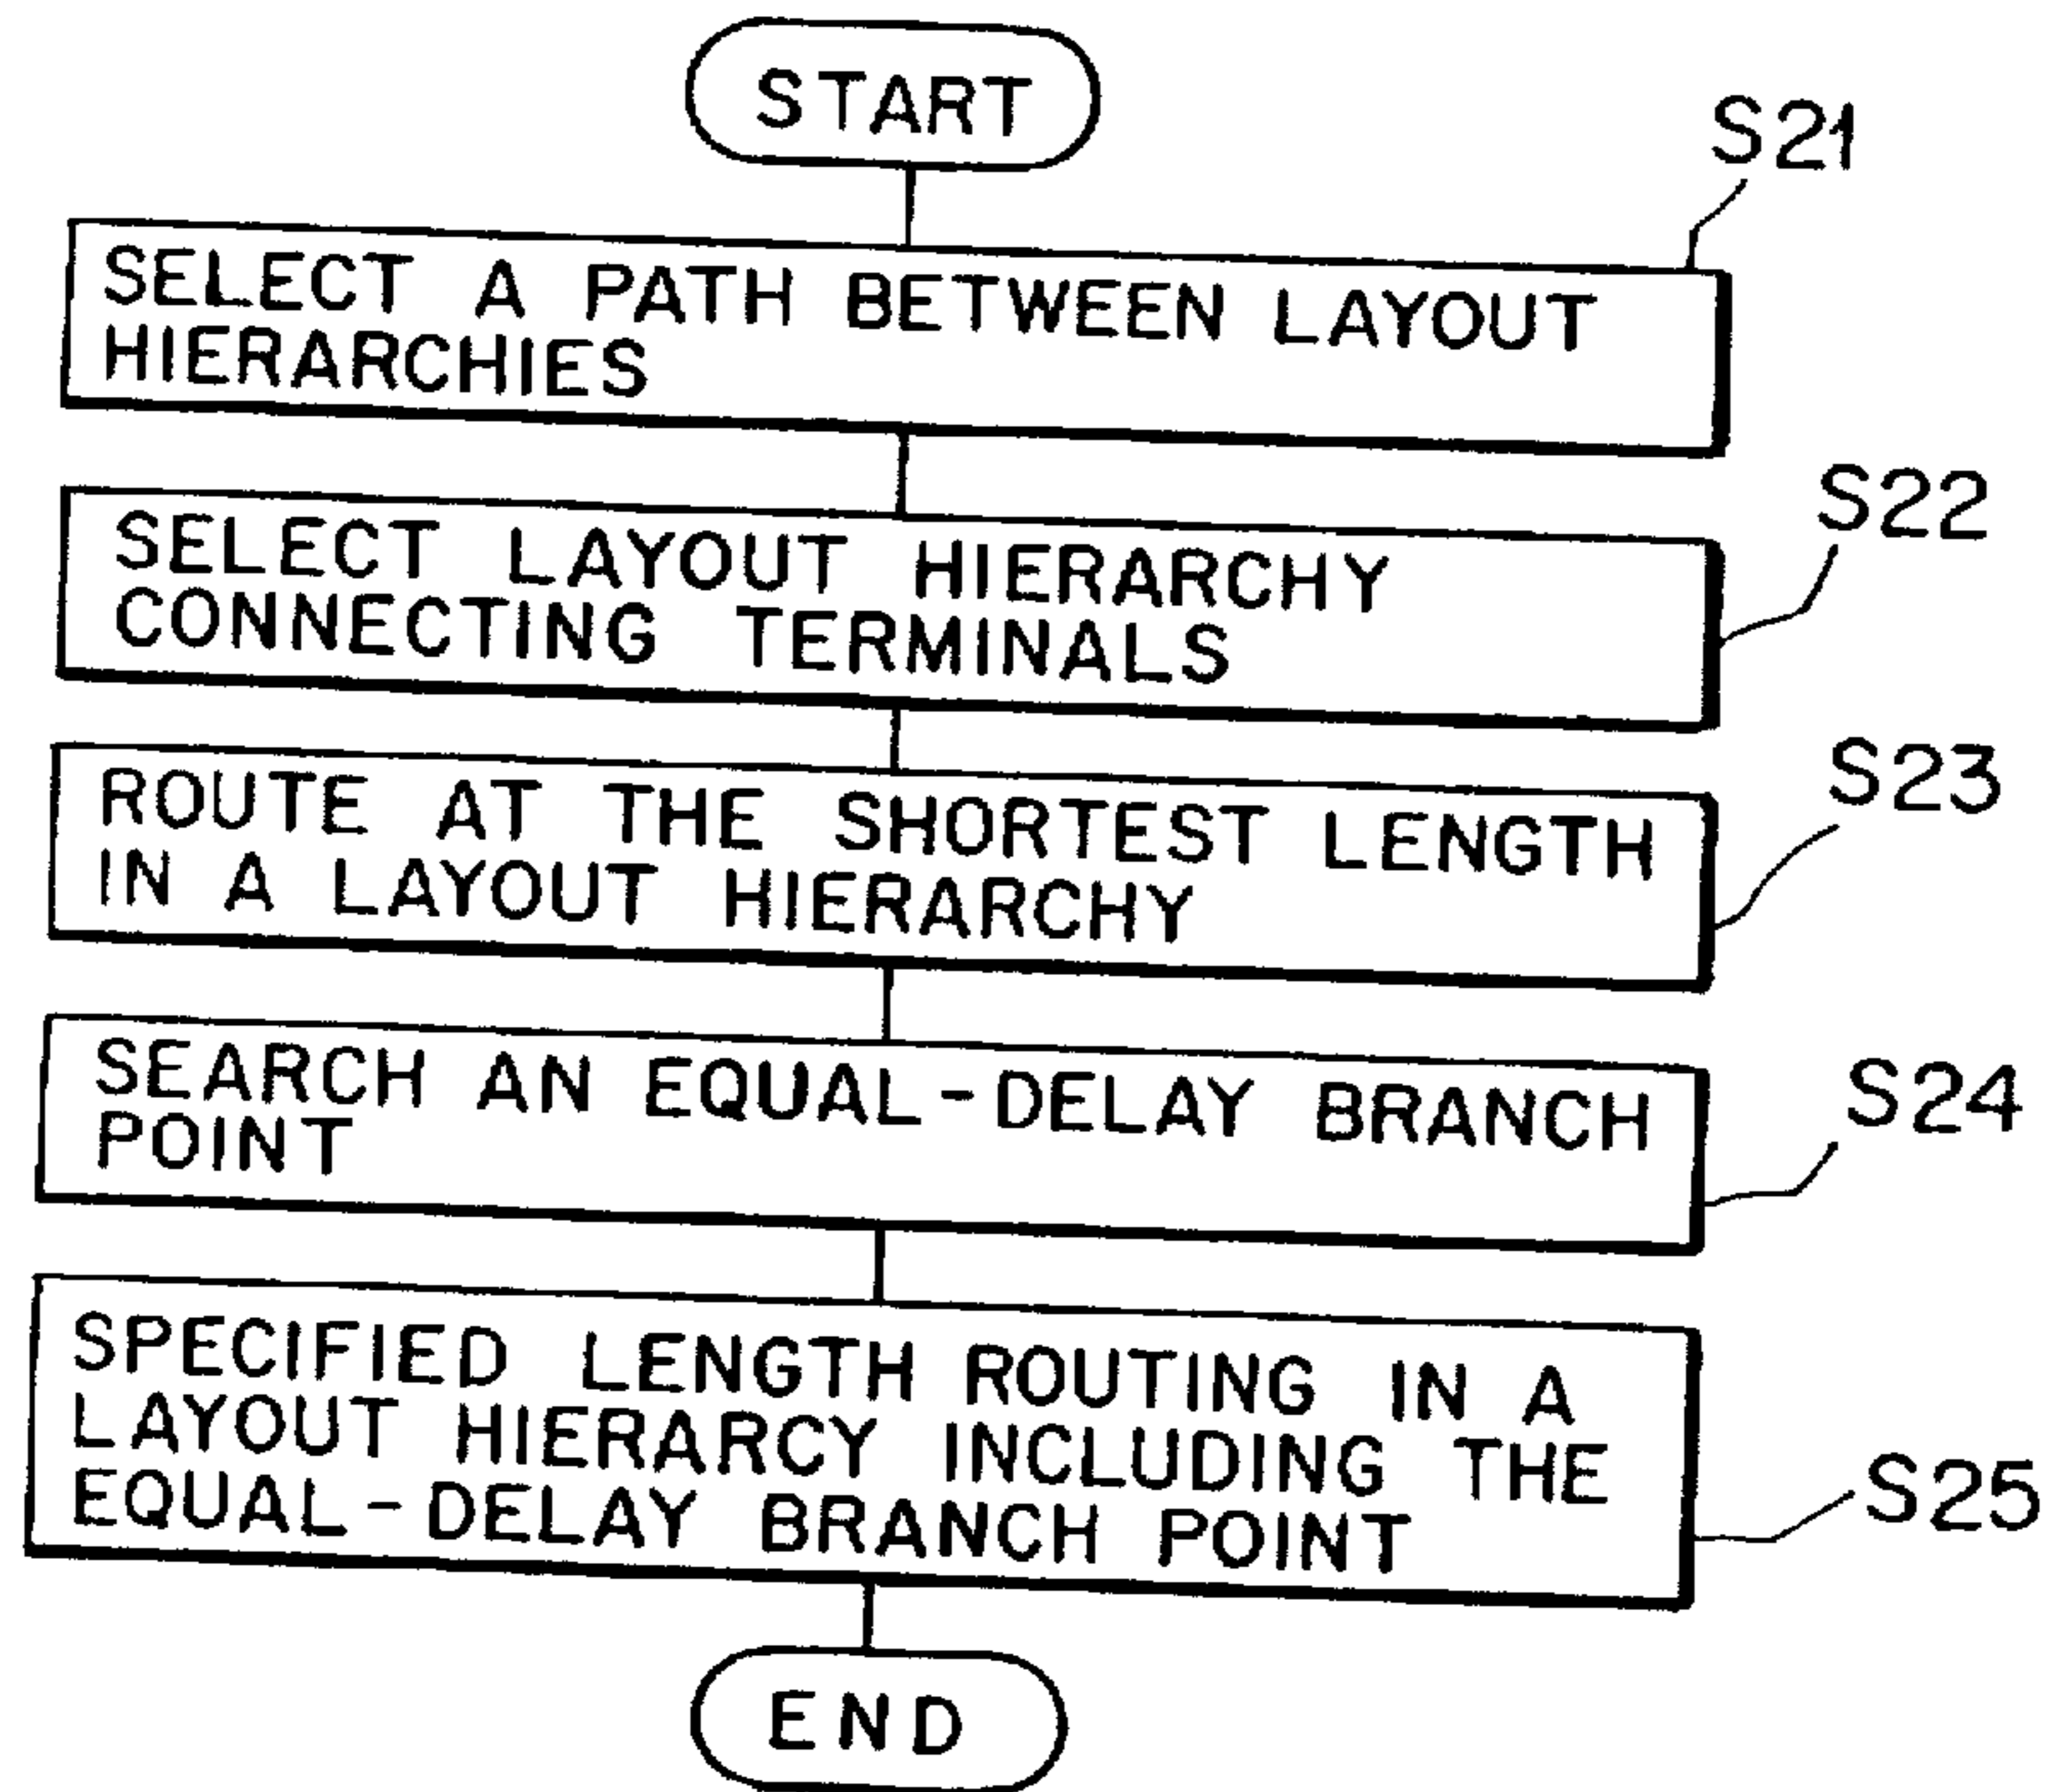 START
S21
SELECT A PATH BETWEEN LAYOUT
HIERARCHIES
S22
SELECT LAYOUT HIERARCHY
CONNECTING TERMINALS
S23
ROUTE AT THE SHORTEST LENGTH
IN A LAYOUT HIERARCHY
S24
SEARCH AN EQUAL-DELAY BRANCH
POINT
SPECIFIED LENGTH ROUTING IN A
LAYOUT HIERARCY INCLUDING THE
EQUAL-DELAY BRANCH POINT
S25
END